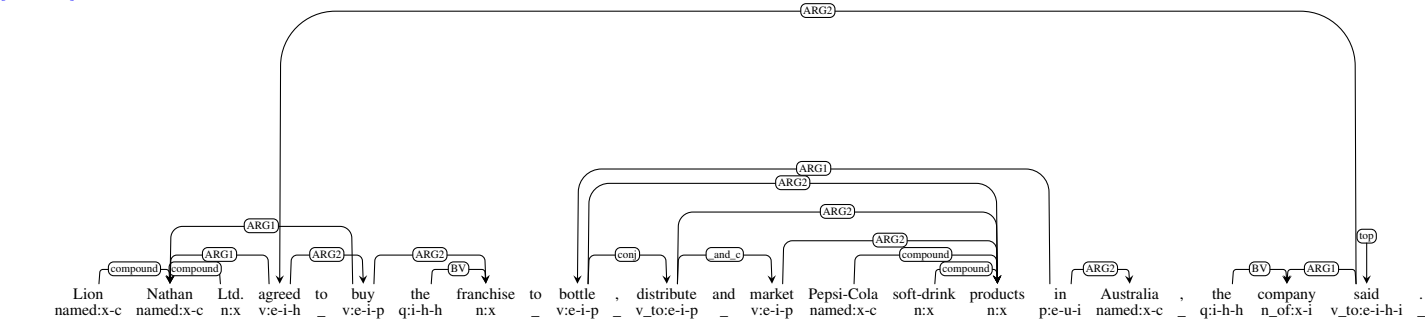 ARG2
ARG1
ARG2
ARG1 ARG2
ARG1 ARG2 ARG2 conj _and_c ARG2 compound top
compound compound BV compound ARG2 BV ARG1
Lion Nathan Ltd. agreed to buy the franchise to bottle , distribute and market Pepsi-Cola soft-drink products in Australia , the company said .
named:x-c named:x-c n:x v:e-i-h _ v:e-i-p q:i-h-h n:x _ v:e-i-p _ v_to:e-i-p _ v:e-i-p named:x-c n:x n:x p:e-u-i named:x-c _ q:i-h-h n_of:x-i v_to:e-i-h-i _